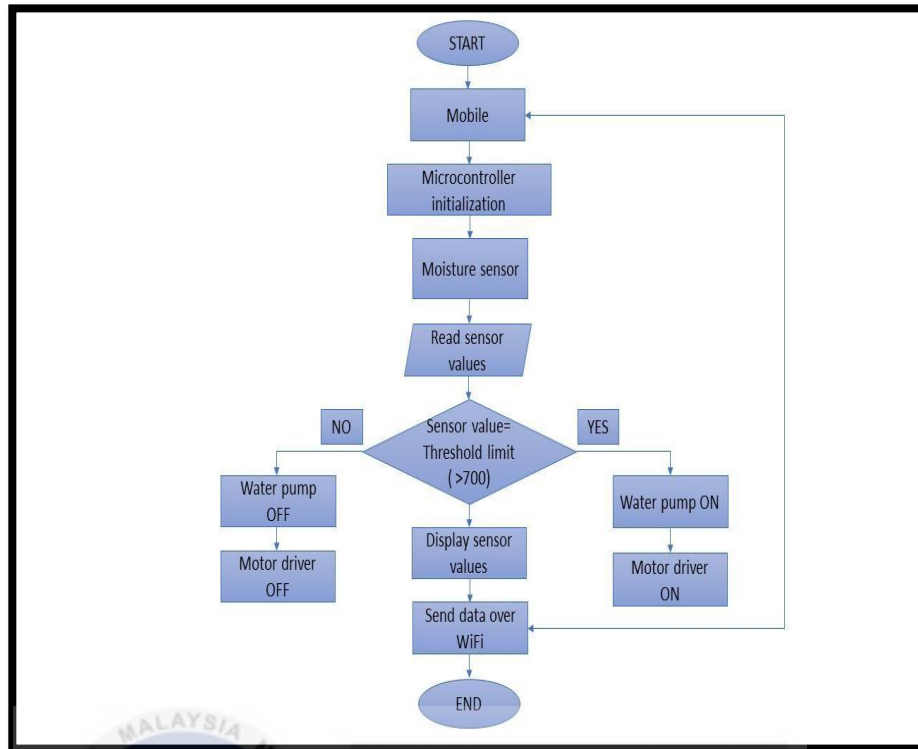 START
Mobile
Microcontroller
initialization
Moisture sensor
Read sensor
values
NO
Sensor value=
Threshold limit
( >700)
YES
Water pump
OFF
Motor driver
OFF
Display sensor
values
Water pump ON
Motor driver
ON
Send data over
WiFi
END
MALAYSIA